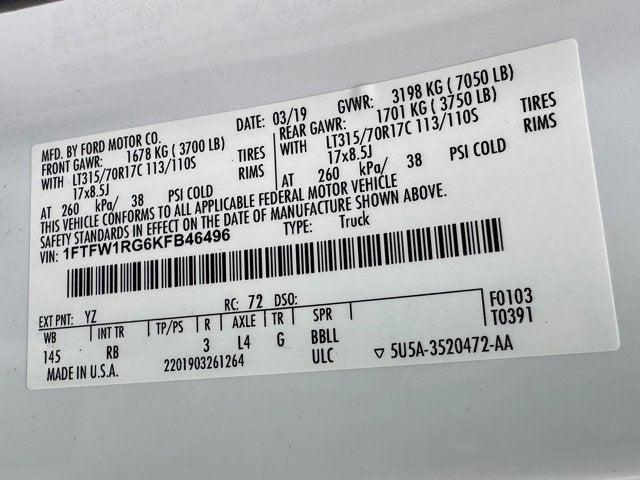 MFD. BY FORD MOTOR CO. DATE: 03/19 GVWR: 3198 KG ( 7050 LB)
FRONT GAWR: 1678 KG ( 3700 LB) REAR GAWR: 1701 KG ( 3750 LB)
WITH LT315/70R17C 113/110S TIRES WITH LT315/70R17C 113/110S TIRES
17x8.5J RIMS 17x8.5J RIMS
AT 260 kPa/ 38 PSI COLD AT 260 kPa/ 38 PSI COLD
THIS VEHICLE CONFORMS TO ALL APPLICABLE FEDERAL MOTOR VEHICLE
SAFETY STANDARDS IN EFFECT ON THE DATE OF MANUFACTURE SHOWN ABOVE.
VIN: 1FTFW1RG6KFB46496 TYPE: Truck
EXT PNT: YZ RC: 72 DSO: F0103
WB INT TR TP/PS R AXLE TR SPR T0391
145 RB 3 L4 G BBLL
ULC ▽ 5U5A-3520472-AA
MADE IN U.S.A. 2201903261264